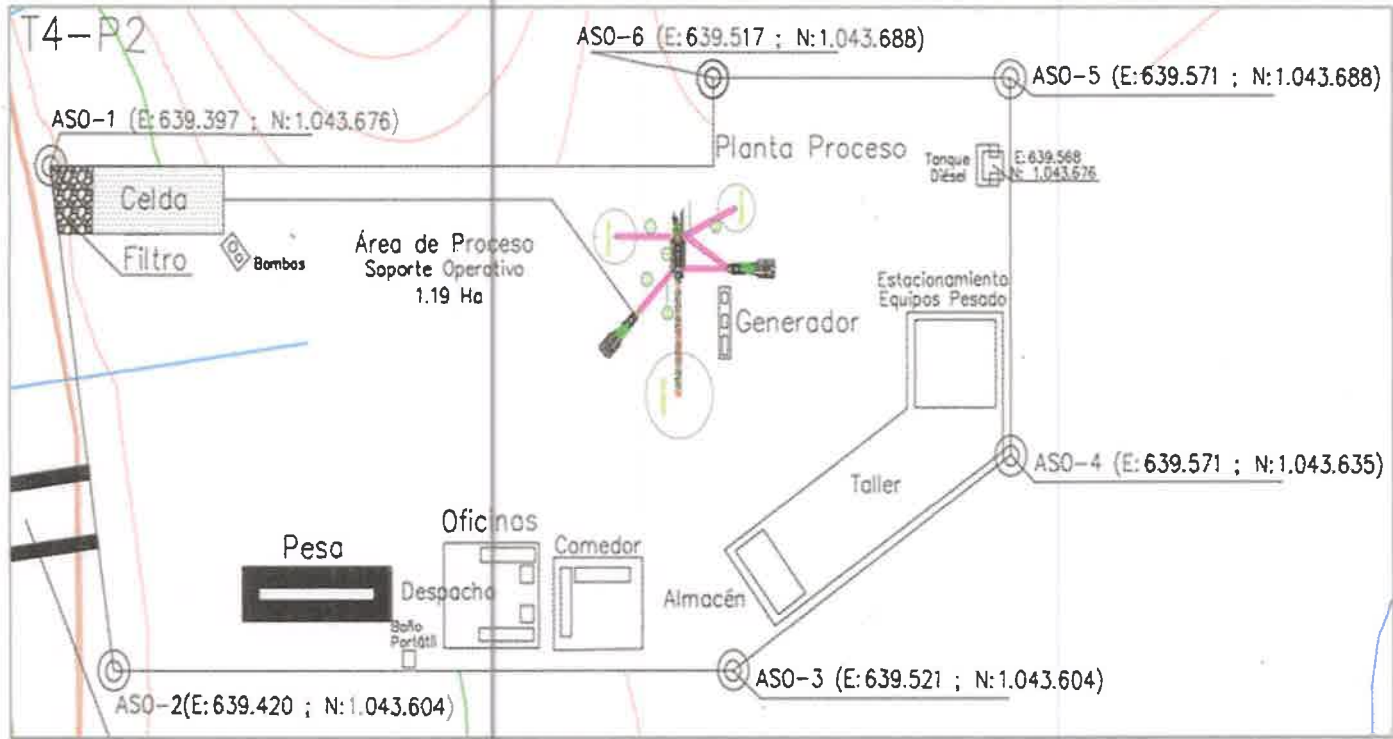 T4-P2
ASO-6 (E:639.517 ; N:1.043.688)
ASO-5 (E:639.571 ; N:1.043.688)
ASO-1 (E:639.397 ; N:1.043.676)
Planta Proceso
Tanque
Diésel
E:639.568
N: 1.043.676
Celda
Filtro
Bombas
Área de Proceso
Soporte Operativo
1.19 Ha
Estacionamiento
Equipos Pesado
Generador
ASO-4 (E:639.571 ; N:1.043.635)
Taller
Oficinas
Pesa
Comedor
Despacho
Almacén
Baño
Portátil
ASO-3 (E:639.521 ; N:1.043.604)
ASO-2(E:639.420 ; N:1.043.604)